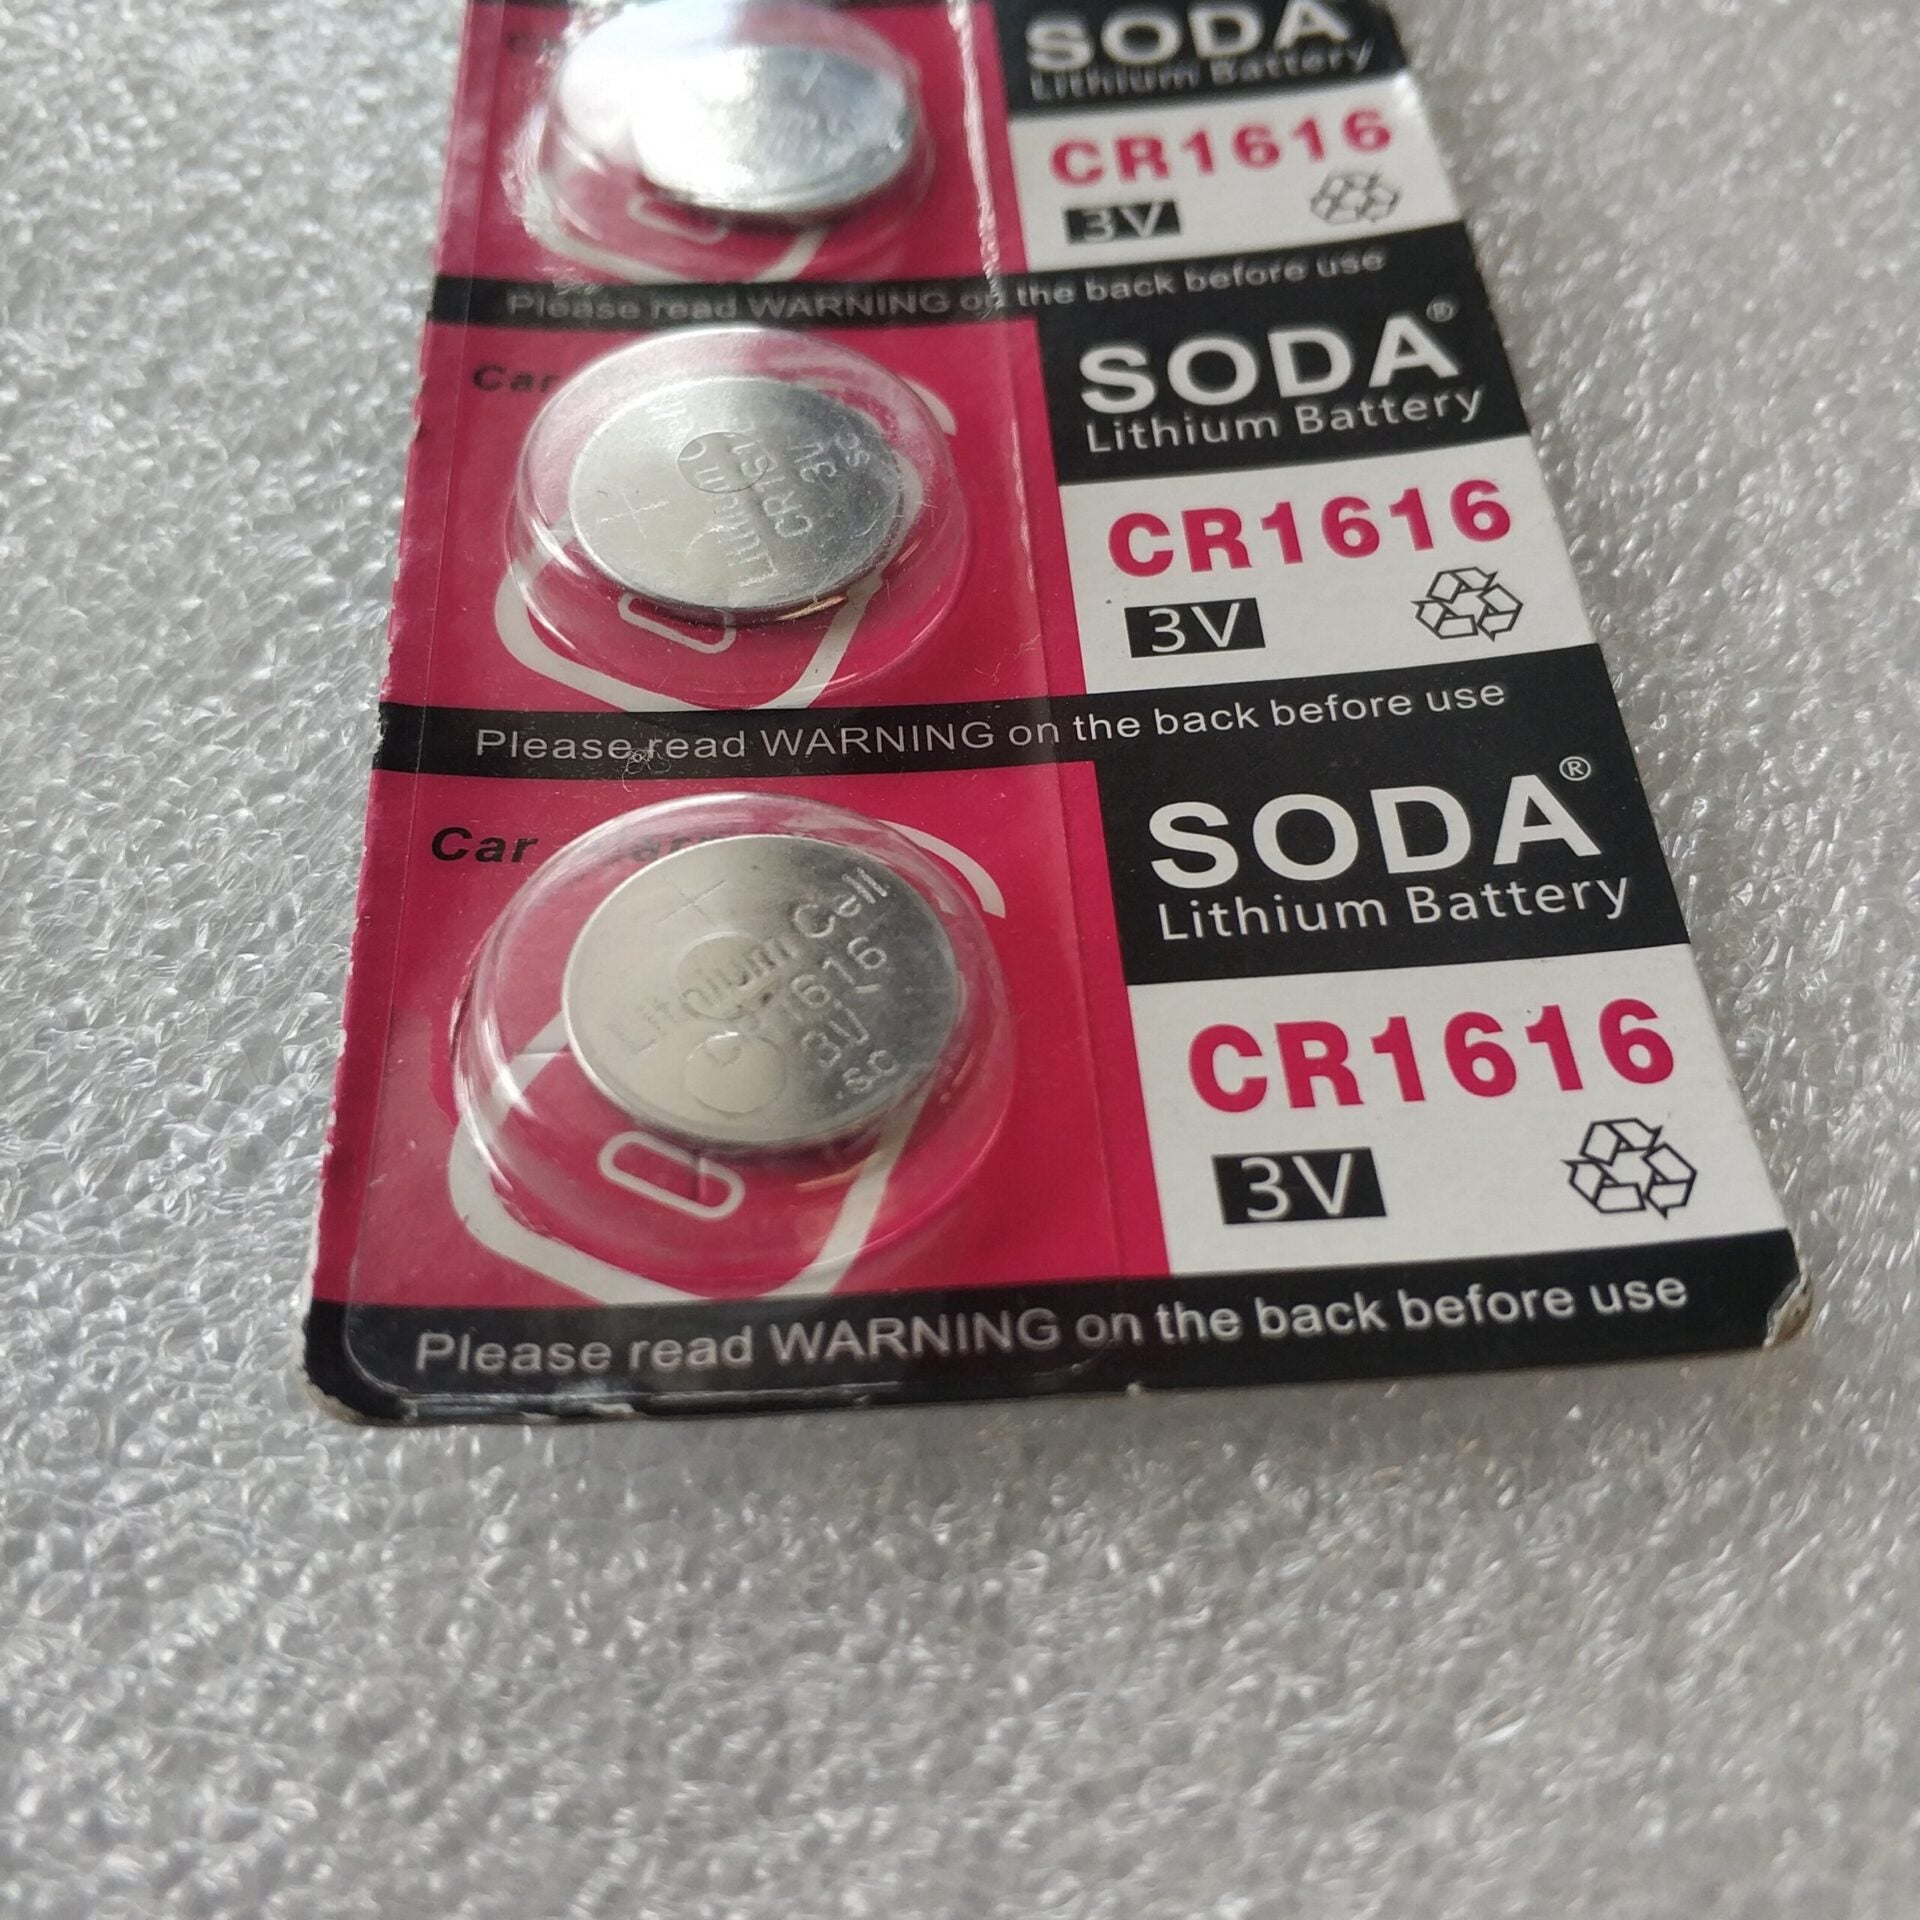 SODA
Lithium Battery
CR1616
3V
Please read WARNING on the back before use
Car
SODA®
Lithium Battery
CR1616
3V
CR1616
3V
Please read WARNING on the back before use
Car
SODA®
Lithium Battery
Lithium Cell
CR1616
3V
.sc
CR1616
3V
Please read WARNING on the back before use